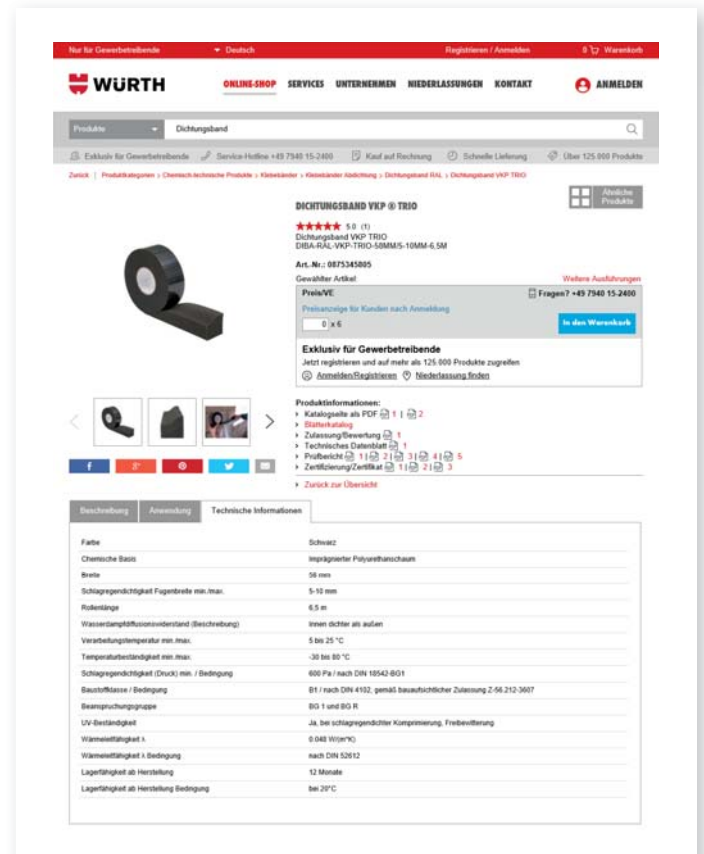 Nur für Gewerbetreibende Deutsch Registrieren / Anmelden 0 Warenkorb
WÜRTH ONLINE-SHOP SERVICES UNTERNEHMEN NIEDERLASSUNGEN KONTAKT ANMELDEN
Produkte Dichtungsband
Exklusiv für Gewerbetreibende Service-Hotline +49 7940 15-2400 Kauf auf Rechnung Schnelle Lieferung Über 125.000 Produkte
Zurück | Produktkategorien > Chemisch-technische Produkte > Klebebänder > Klebebänder Abdichtung > Dichtungsband RAL > Dichtungsband VKP TRIO
Ähnliche
Produkte
DICHTUNGSBAND VKP ® TRIO
5.0 (1)
Dichtungsband VKP TRIO
DIBA-RAL-VKP-TRIO-58MM/5-10MM-6,5M
Art.-Nr.: 0875345805
Gewählter Artikel: Weitere Ausführungen
Preis/VE Fragen? +49 7940 15-2400
Preisanzeige für Kunden nach Anmeldung
0 x 6 In den Warenkorb
Exklusiv für Gewerbetreibende
Jetzt registrieren und auf mehr als 125.000 Produkte zugreifen
Anmelden/Registrieren Niederlassung finden
Produktinformationen:
Katalogseite als PDF 1 | 2
Blätterkatalog
Zulassung/Bewertung 1
Technisches Datenblatt 1
Prüfbericht 1 | 2 | 3 | 4 | 5
Zertifizierung/Zertifikat 1 | 2 | 3
Zurück zur Übersicht
Beschreibung Anwendung Technische Informationen
Farbe Schwarz
Chemische Basis Imprägnierter Polyurethanschaum
Breite 58 mm
Schlagregendichtigkeit Fugenbreite min./max. 5-10 mm
Rollenlänge 6,5 m
Wasserdampfdiffusionswiderstand (Beschreibung) Innen dichter als außen
Verarbeitungstemperatur min./max. 5 bis 25 °C
Temperaturbeständigkeit min./max. -30 bis 80 °C
Schlagregendichtigkeit (Druck) min. / Bedingung 600 Pa / nach DIN 18542-BG1
Baustoffklasse / Bedingung B1 / nach DIN 4102, gemäß bauaufsichtlicher Zulassung Z-56.212-3607
Beanspruchungsgruppe BG 1 und BG R
UV-Beständigkeit Ja, bei schlagregendichter Komprimierung, Freibewitterung
Wärmeleitfähigkeit λ 0.048 W/(m*K)
Wärmeleitfähigkeit λ Bedingung nach DIN 52612
Lagerfähigkeit ab Herstellung 12 Monate
Lagerfähigkeit ab Herstellung Bedingung bei 20°C